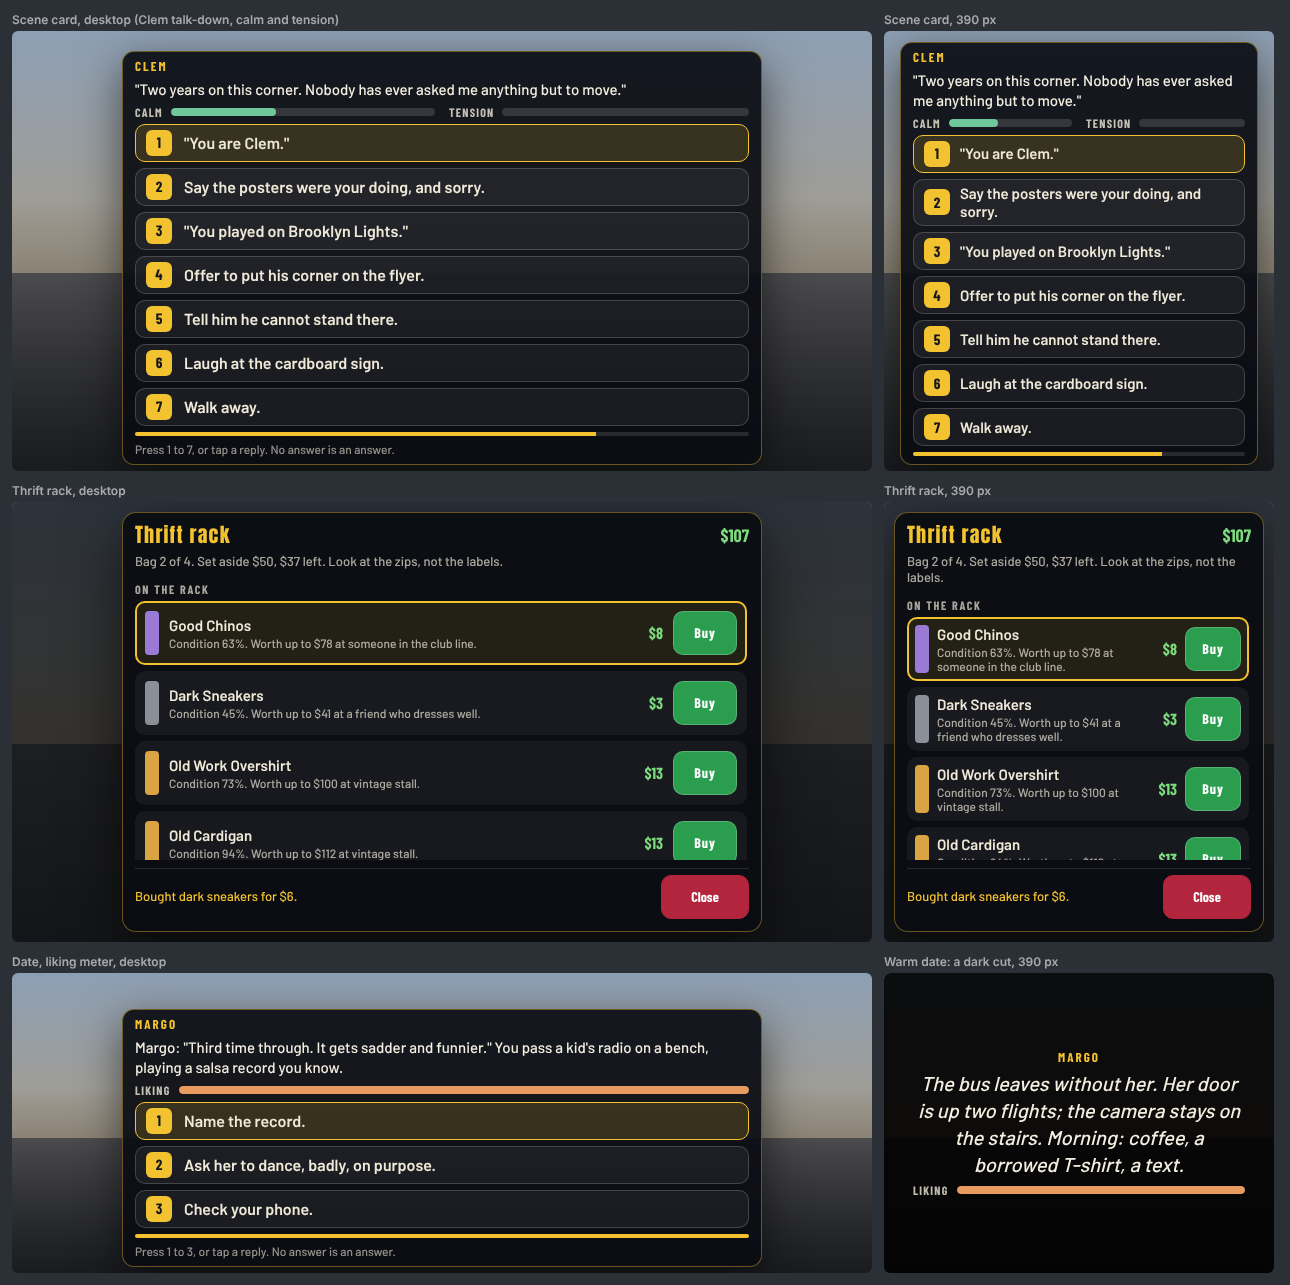 Scene card, desktop (Clem talk-down, calm and tension)
CLEM
"Two years on this corner. Nobody has ever asked me anything but to move."
CALM
TENSION
1 "You are Clem."
2 Say the posters were your doing, and sorry.
3 "You played on Brooklyn Lights."
4 Offer to put his corner on the flyer.
5 Tell him he cannot stand there.
6 Laugh at the cardboard sign.
7 Walk away.
Press 1 to 7, or tap a reply. No answer is an answer.
Scene card, 390 px
CLEM
"Two years on this corner. Nobody has ever asked
me anything but to move."
CALM
TENSION
1 "You are Clem."
2 Say the posters were your doing, and
sorry.
3 "You played on Brooklyn Lights."
4 Offer to put his corner on the flyer.
5 Tell him he cannot stand there.
6 Laugh at the cardboard sign.
7 Walk away.
Thrift rack, desktop
Thrift rack
$107
Bag 2 of 4. Set aside $50, $37 left. Look at the zips, not the labels.
ON THE RACK
Good Chinos
Condition 63%. Worth up to $78 at someone in the club line.
$8 Buy
Dark Sneakers
Condition 45%. Worth up to $41 at a friend who dresses well.
$3 Buy
Old Work Overshirt
Condition 73%. Worth up to $100 at vintage stall.
$13 Buy
Old Cardigan
Condition 94%. Worth up to $112 at vintage stall.
$13 Buy
Bought dark sneakers for $6.
Close
Thrift rack, 390 px
Thrift rack
$107
Bag 2 of 4. Set aside $50, $37 left. Look at the zips, not the
labels.
ON THE RACK
Good Chinos
Condition 63%. Worth up to $78 at
someone in the club line.
$8 Buy
Dark Sneakers
Condition 45%. Worth up to $41 at a
friend who dresses well.
$3 Buy
Old Work Overshirt
Condition 73%. Worth up to $100 at
vintage stall.
$13 Buy
Old Cardigan
$13 Buy
Bought dark sneakers for $6.
Close
Date, liking meter, desktop
MARGO
Margo: "Third time through. It gets sadder and funnier." You pass a kid's radio on a bench,
playing a salsa record you know.
LIKING
1 Name the record.
2 Ask her to dance, badly, on purpose.
3 Check your phone.
Press 1 to 3, or tap a reply. No answer is an answer.
Warm date: a dark cut, 390 px
MARGO
The bus leaves without her. Her door
is up two flights; the camera stays on
the stairs. Morning: coffee, a
borrowed T-shirt, a text.
LIKING